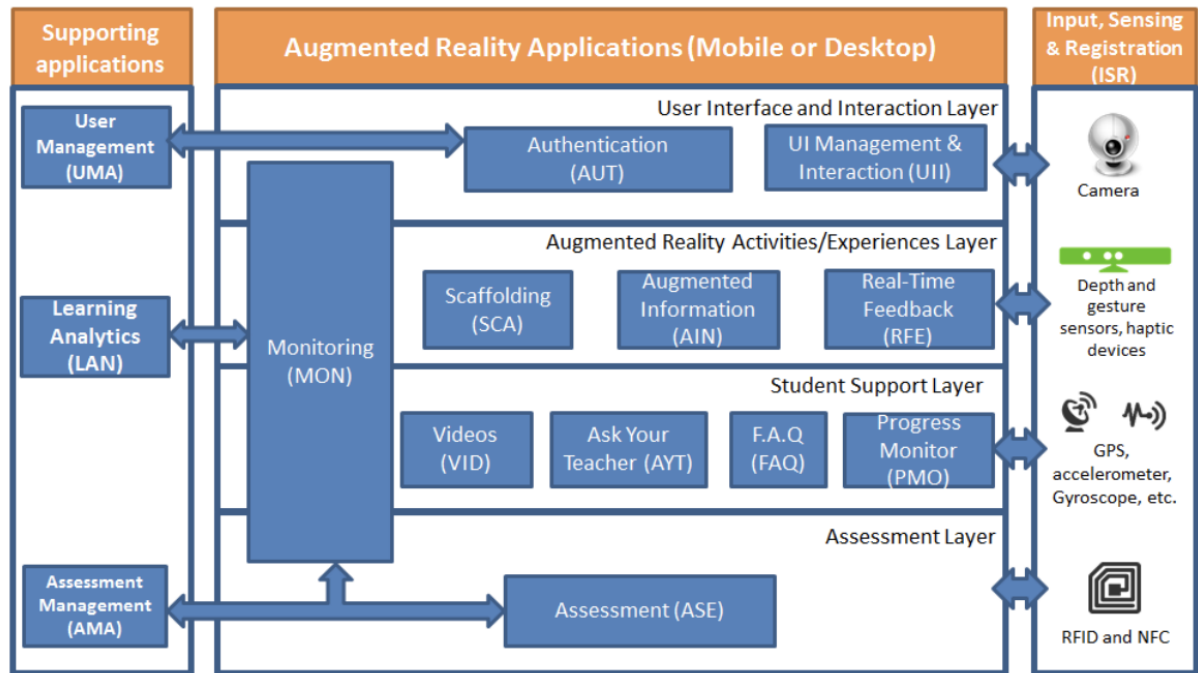 Supporting
applications
Augmented Reality Applications (Mobile or Desktop)
Input, Sensing
& Registration
(ISR)
User
Management
(UMA)
Learning
Analytics
(LAN)
Assessment
Management
(AMA)
Monitoring
(MON)
User Interface and Interaction Layer
Authentication
(AUT)
UI Management &
Interaction (UII)
Augmented Reality Activities/Experiences Layer
Scaffolding
(SCA)
Augmented
Information
(AIN)
Real-Time
Feedback
(RFE)
Student Support Layer
Videos
(VID)
Ask Your
Teacher (AYT)
F.A.Q
(FAQ)
Progress
Monitor
(PMO)
Assessment Layer
Assessment (ASE)
Camera
Depth and
gesture
sensors, haptic
devices
GPS,
accelerometer,
Gyroscope, etc.
RFID and NFC